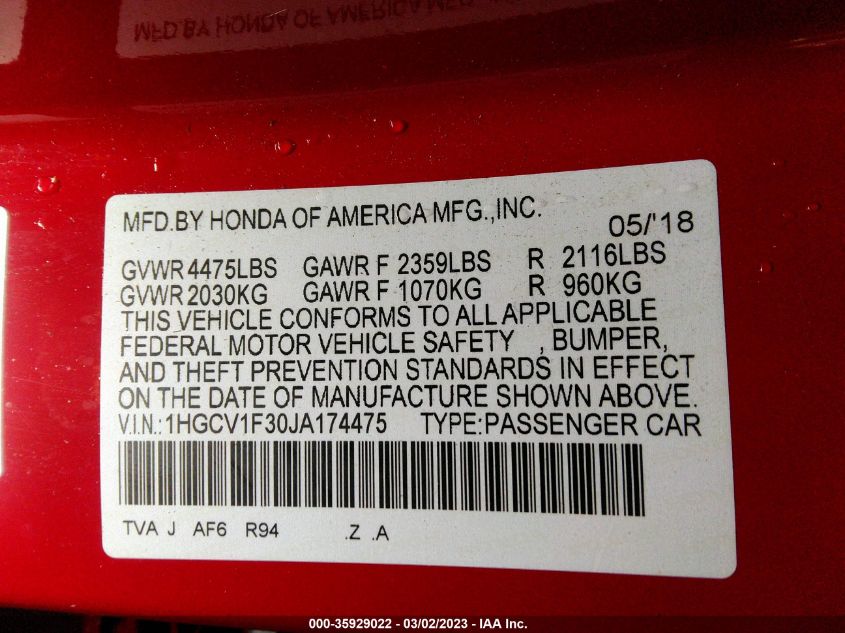 MFD.BY HONDA OF AMERICA MFG.,INC.
05/'18
GVWR 4475LBS GAWR F 2359LBS R 2116LBS
GVWR 2030KG GAWR F 1070KG R 960KG
THIS VEHICLE CONFORMS TO ALL APPLICABLE
FEDERAL MOTOR VEHICLE SAFETY , BUMPER,
AND THEFT PREVENTION STANDARDS IN EFFECT
ON THE DATE OF MANUFACTURE SHOWN ABOVE.
V.I.N.:1HGCV1F30JA174475 TYPE:PASSENGER CAR
TVA J AF6 R94 .Z .A
000-35929022 — 03/02/2023 — IAA Inc.